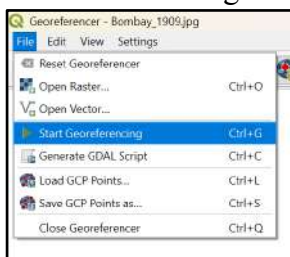 Georeferencer - Bombay_1909.jpg
File Edit View Settings
Reset Georeferencer
Open Raster... Ctrl+O
Open Vector...
Start Georeferencing Ctrl+G
Generate GDAL Script Ctrl+C
Load GCP Points... Ctrl+L
Save GCP Points as... Ctrl+S
Close Georeferencer Ctrl+Q